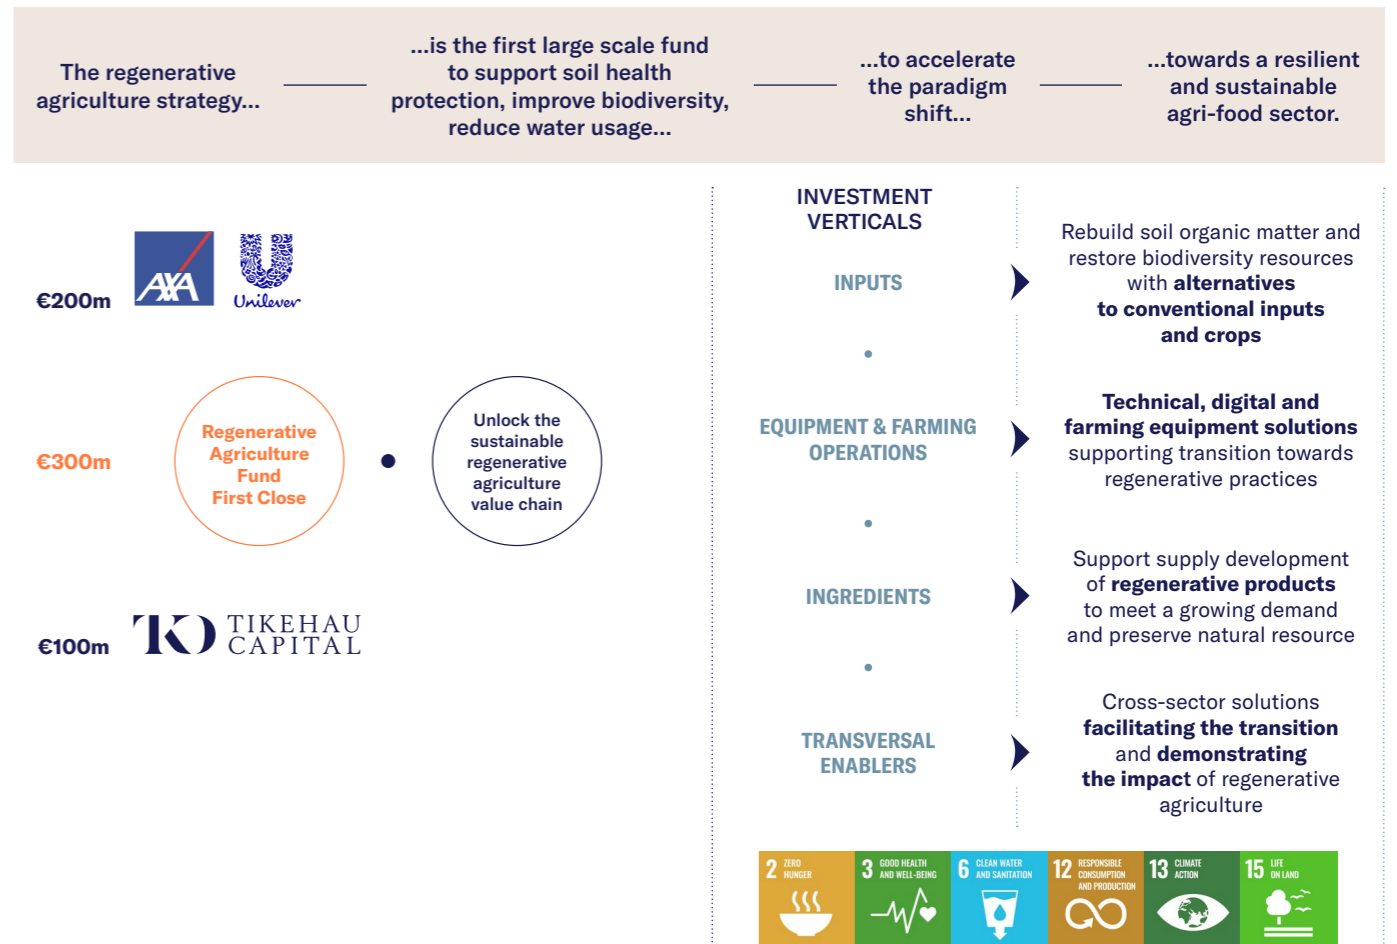 The regenerative
agriculture strategy...
...is the first large scale fund
to support soil health
protection, improve biodiversity,
reduce water usage...
...to accelerate
the paradigm
shift...
...towards a resilient
and sustainable
agri-food sector.
€200m
AXA
Unilever
€300m
Regenerative
Agriculture
Fund
First Close
Unlock the
sustainable
regenerative
agriculture
value chain
€100m
TIKEHAU
CAPITAL
INVESTMENT
VERTICALS
INPUTS
Rebuild soil organic matter and
restore biodiversity resources
with alternatives
to conventional inputs
and crops
EQUIPMENT & FARMING
OPERATIONS
Technical, digital and
farming equipment solutions
supporting transition towards
regenerative practices
INGREDIENTS
Support supply development
of regenerative products
to meet a growing demand
and preserve natural resource
TRANSVERSAL
ENABLERS
Cross-sector solutions
facilitating the transition
and demonstrating
the impact of regenerative
agriculture
2 ZERO
HUNGER
3 GOOD HEALTH
AND WELL-BEING
6 CLEAN WATER
AND SANITATION
12 RESPONSIBLE
CONSUMPTION
AND PRODUCTION
13 CLIMATE
ACTION
15 LIFE
ON LAND